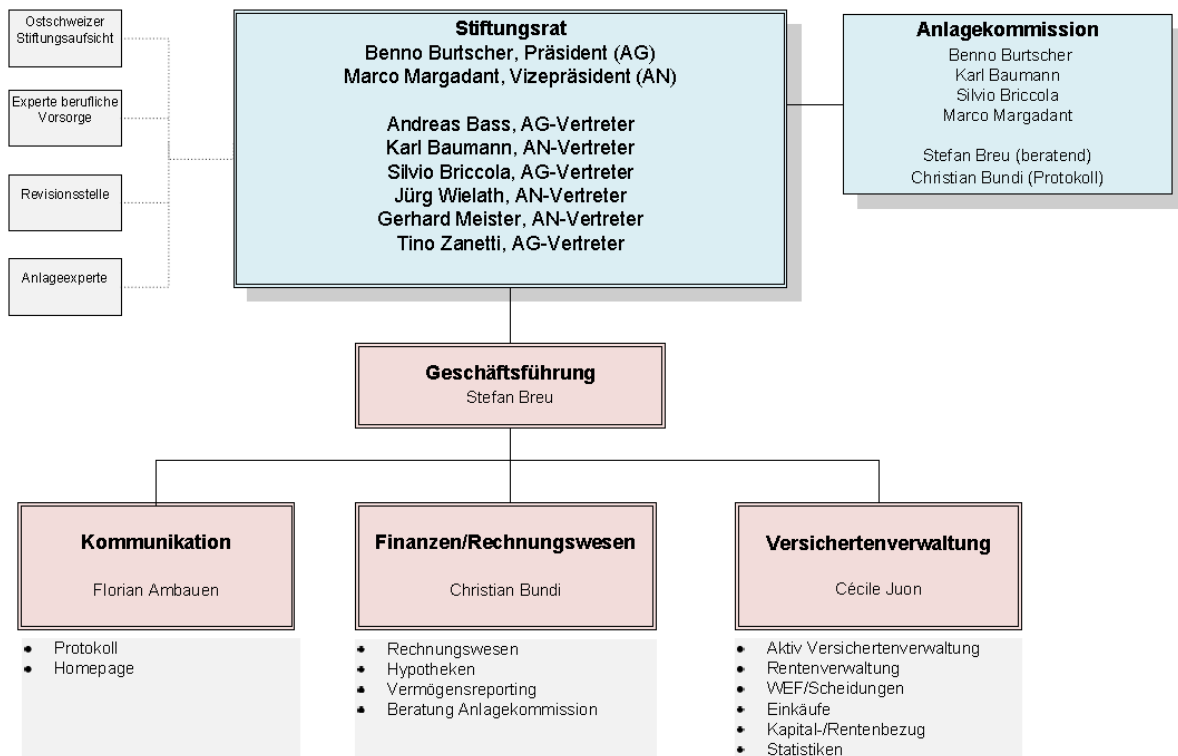 Ostschweizer
Stiftungsaufsicht
Experte berufliche
Vorsorge
Revisionsstelle
Anlageexperte
Stiftungsrat
Benno Burtscher, Präsident (AG)
Marco Margadant, Vizepräsident (AN)
Andreas Bass, AG-Vertreter
Karl Baumann, AN-Vertreter
Silvio Briccola, AG-Vertreter
Jürg Wielath, AN-Vertreter
Gerhard Meister, AN-Vertreter
Tino Zanetti, AG-Vertreter
Anlagekommission
Benno Burtscher
Karl Baumann
Silvio Briccola
Marco Margadant
Stefan Breu (beratend)
Christian Bundi (Protokoll)
Geschäftsführung
Stefan Breu
Kommunikation
Florian Ambauen
• Protokoll
• Homepage
Finanzen/Rechnungswesen
Christian Bundi
• Rechnungswesen
• Hypotheken
• Vermögensreporting
• Beratung Anlagekommission
Versichertenverwaltung
Cécile Juon
• Aktiv Versichertenverwaltung
• Rentenverwaltung
• WEF/Scheidungen
• Einkäufe
• Kapital-/Rentenbezug
• Statistiken